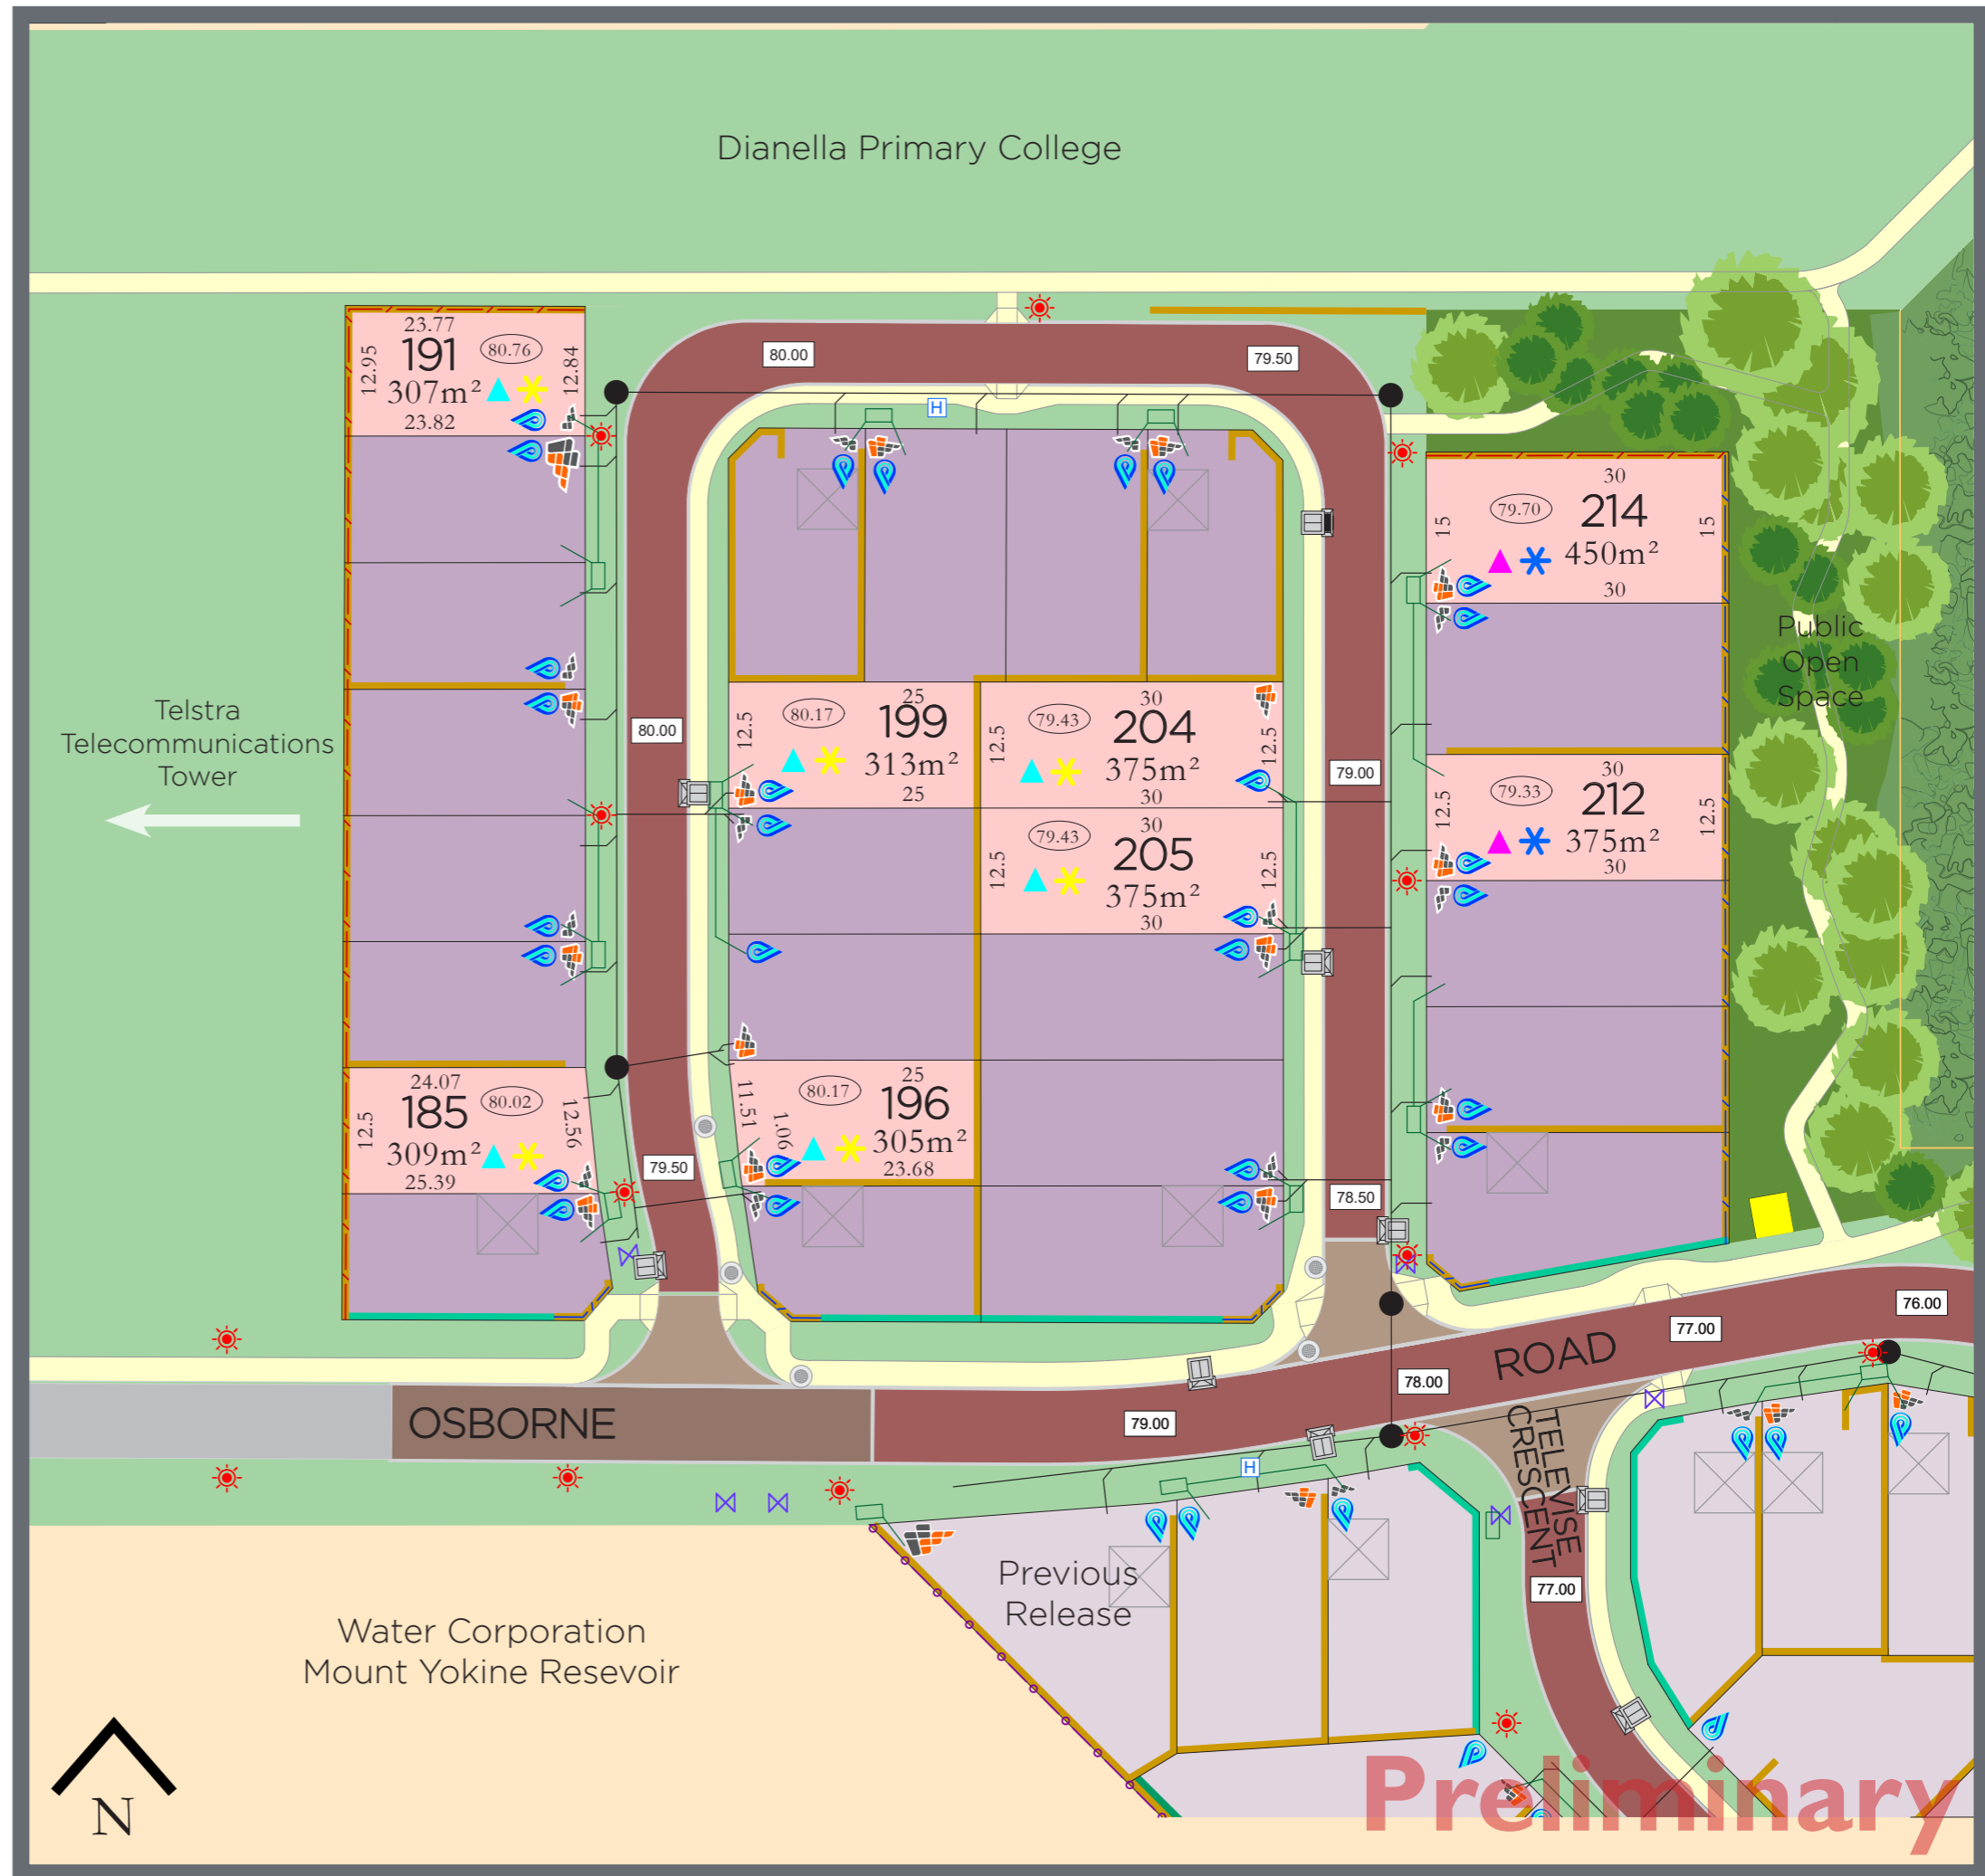 Dianella Primary College
23.77
191
80.76
12.95
12.84
307m²
23.82
80.00
79.50
H
30
79.70
214
15
15
450m²
30
Public
Open
Space
Telstra
Telecommunications
Tower
80.00
25
80.17
199
12.5
313m²
25
30
79.43
204
12.5
12.5
375m²
30
79.00
30
79.33
212
12.5
12.5
375m²
30
30
79.43
205
12.5
12.5
375m²
30
24.07
185
80.02
12.5
12.56
309m²
25.39
79.50
25
80.17
196
11.51
1.06
305m²
23.68
78.50
76.00
77.00
78.00
79.00
OSBORNE
ROAD
TELEVISE
CRESCENT
77.00
H
Previous
Release
Water Corporation
Mount Yokine Resevoir
N
Preliminary